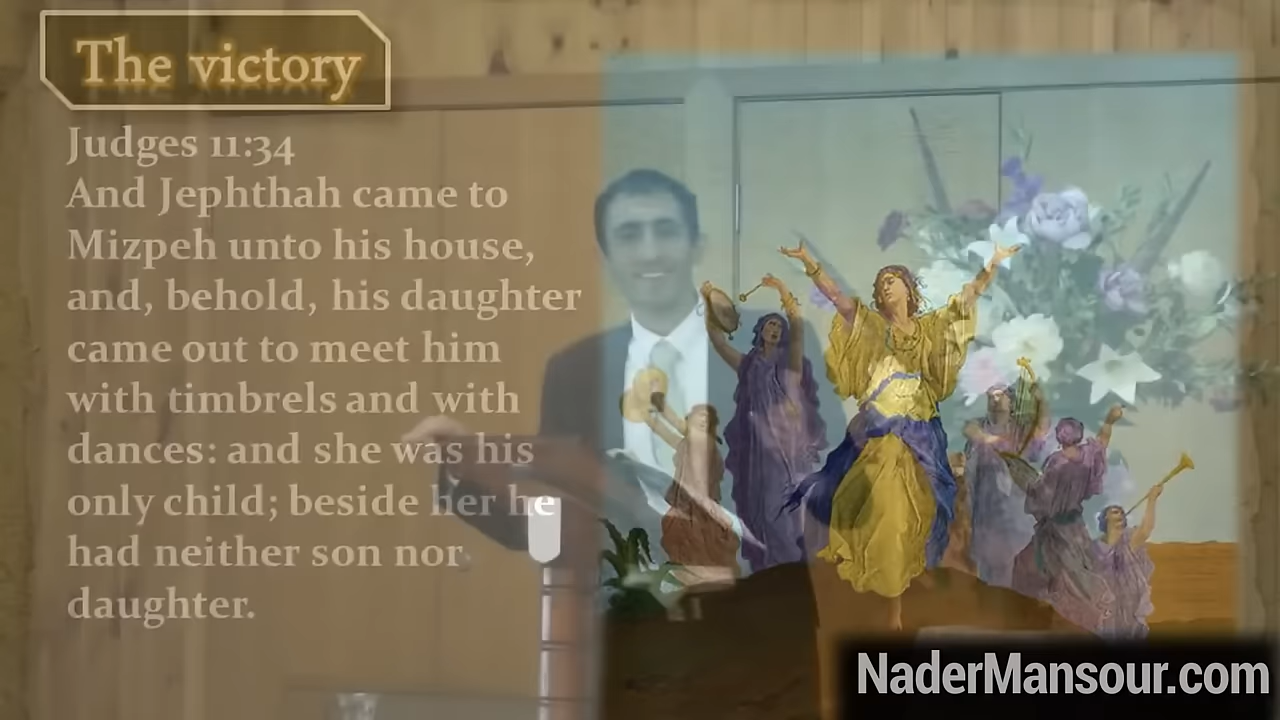 The victory
Judges 11:34
And Jephthah came to
Mizpeh unto his house,
and, behold, his daughter
came out to meet him
with timbrels and with
dances: and she was his
only child; beside her he
had neither son nor
daughter.
NaderMansour.com